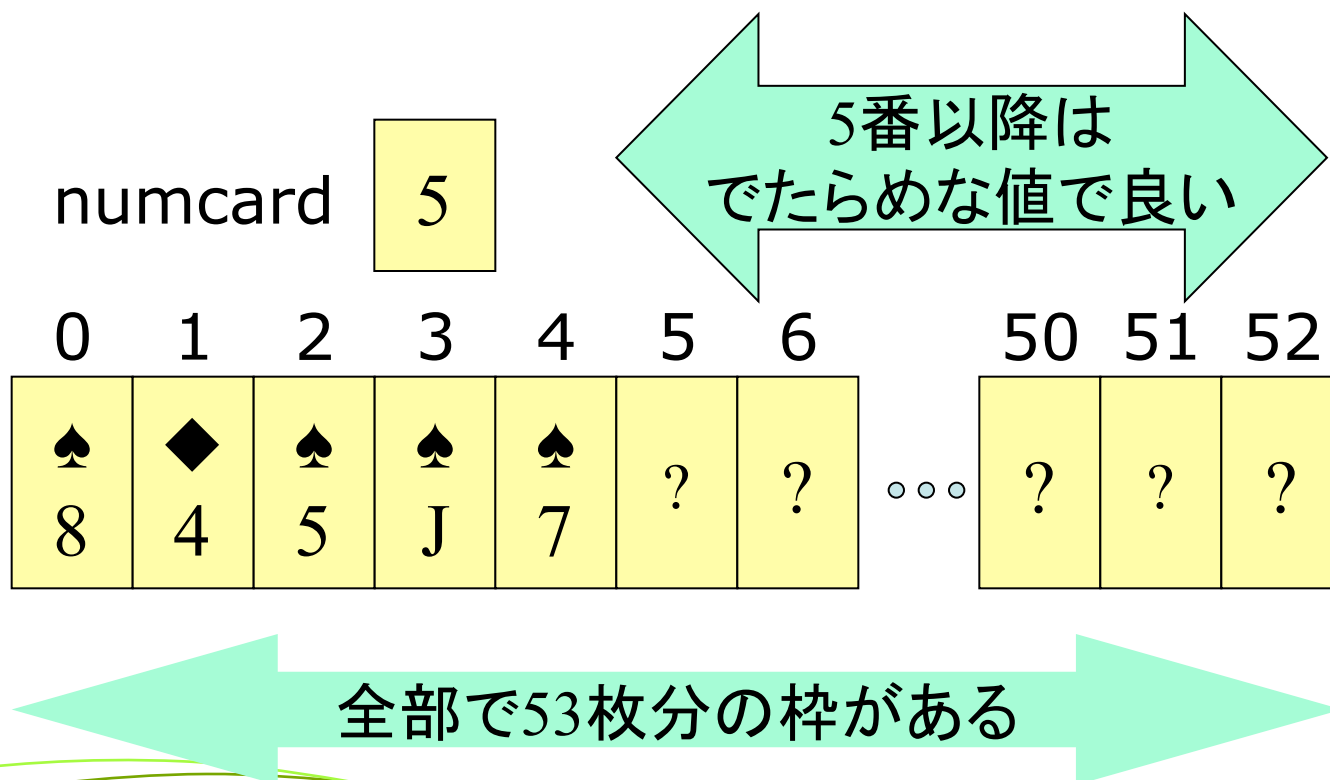 5番以降は
でたらめな値で良い
numcard 5
0 1 2 3 4 5 6 50 51 52
♠ ◆ ♠ ♠ ♠
8 4 5 J 7 ? ? ? ? ?
全部で53枚分の枠がある